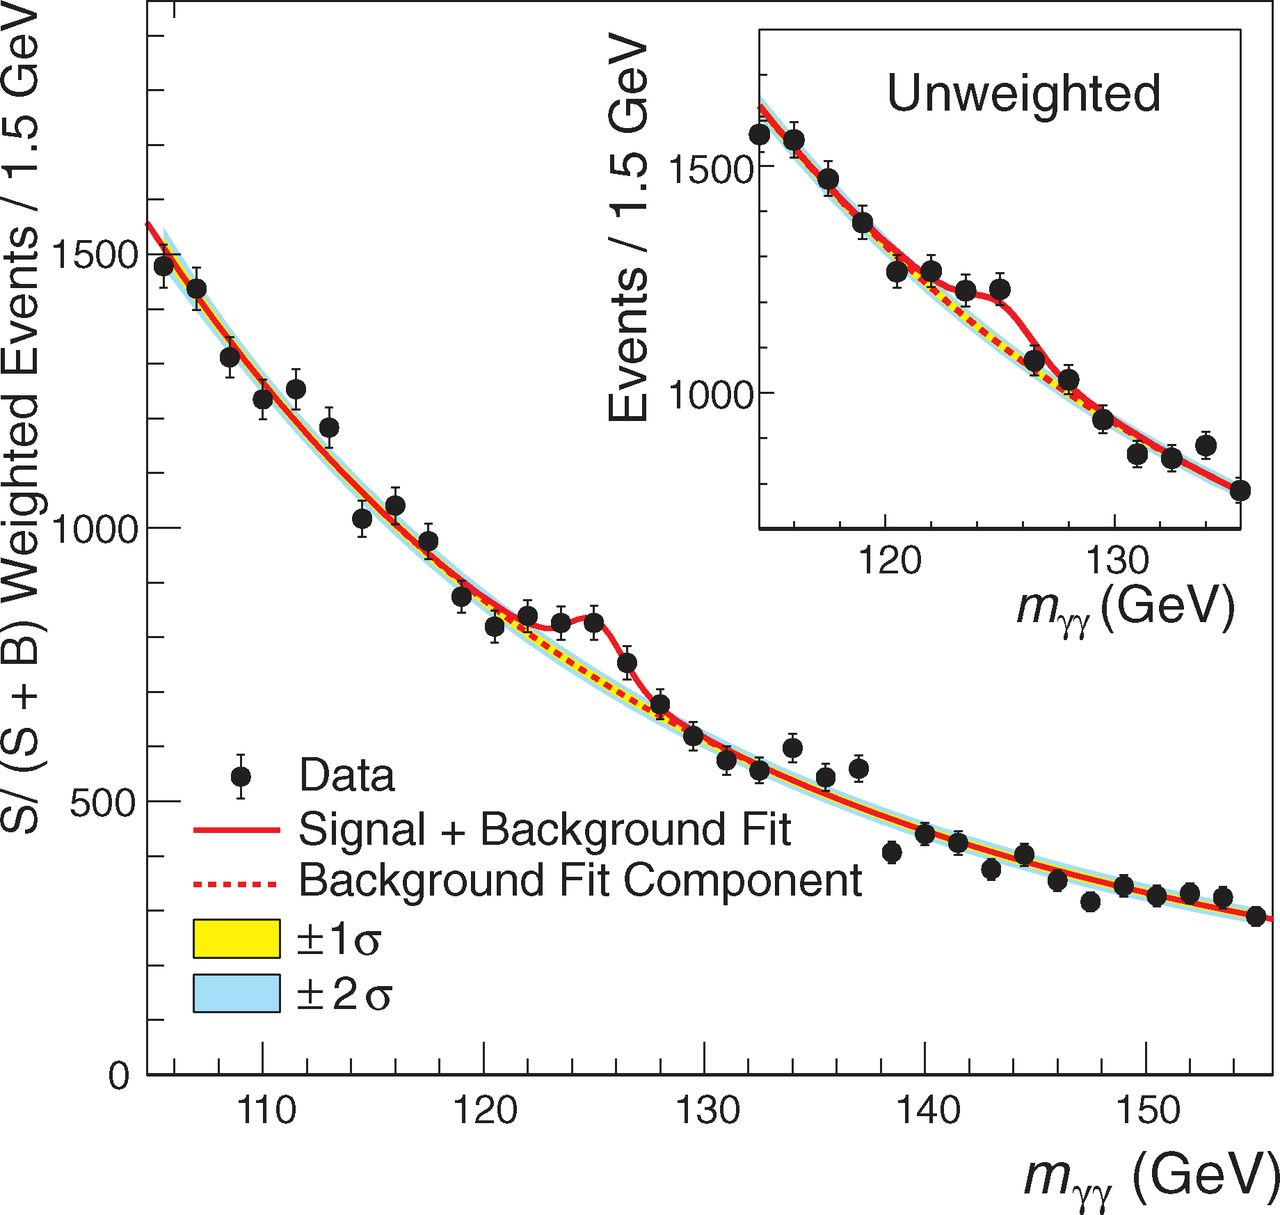 S/ (S + B) Weighted Events / 1.5 GeV
1500
1000
500
0
110
120
130
140
150
mγγ (GeV)
Data
Signal + Background Fit
Background Fit Component
±1σ
±2σ
Unweighted
Events / 1.5 GeV
1500
1000
120
130
mγγ (GeV)